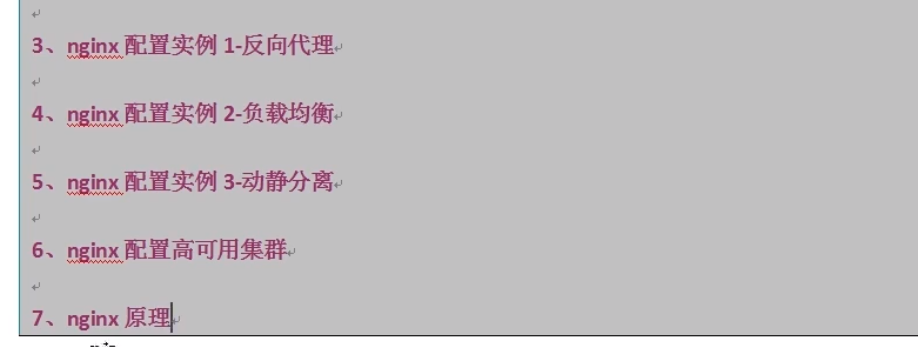 3、nginx 配置实例 1-反向代理
4、nginx 配置实例 2-负载均衡
5、nginx 配置实例 3-动静分离
6、nginx 配置高可用集群
7、nginx 原理